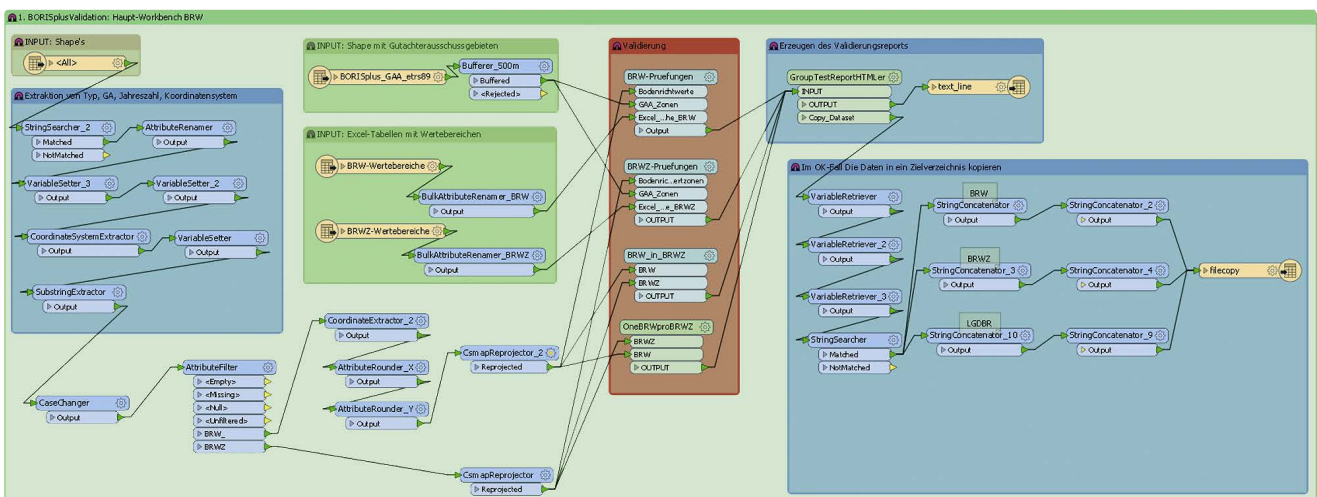 1. BORISplusValidation: Haupt-Workbench BRW
INPUT: Shape's
<All>
Extraktion von Typ, GA, Jahreszahl, Koordinatensystem
StringSearcher_2
Matched
NotMatched
AttributeRenamer
Output
VariableSetter_3
Output
VariableSetter_2
Output
CoordinateSystemExtractor
Output
VariableSetter
Output
SubstringExtractor
Output
CaseChanger
Output
AttributeFilter
<Empty>
<Missing>
<Null>
<Unfiltered>
BRW_
BRWZ
INPUT: Shape mit Gutachterausschussgebieten
BORISplus_GAA_etrs89
Bufferer_500m
Buffered
<Rejected>
INPUT: Excel-Tabellen mit Wertebereichen
BRW-Wertebereiche
BulkAttributeRenamer_BRW
Output
BRWZ-Wertebereiche
BulkAttributeRenamer_BRWZ
Output
CoordinateExtractor_2
Output
AttributeRounder_X
Output
AttributeRounder_Y
Output
CsmapReprojector_2
Reprojected
CsmapReprojector
Reprojected
Validierung
BRW-Pruefungen
Bodenrichtwerte
GAA_Zonen
Excel_...he_BRW
Output
BRWZ-Pruefungen
Bodenric...ertzonen
GAA_Zonen
Excel_...e_BRWZ
OUTPUT
BRW_in_BRWZ
BRW
BRWZ
OUTPUT
OneBRWproBRWZ
BRWZ
BRW
OUTPUT
Erzeugen des Validierungsreports
GroupTestReportHTMLer
INPUT
OUTPUT
Copy_Dataset
text_line
Im OK-Fall Die Daten in ein Zielverzeichnis kopieren
VariableRetriever
Output
VariableRetriever_2
Output
VariableRetriever_3
Output
StringSearcher
Matched
NotMatched
BRW
StringConcatenator
Output
StringConcatenator_2
Output
BRWZ
StringConcatenator_3
Output
StringConcatenator_4
Output
LGDBR
StringConcatenator_10
Output
StringConcatenator_9
Output
filecopy